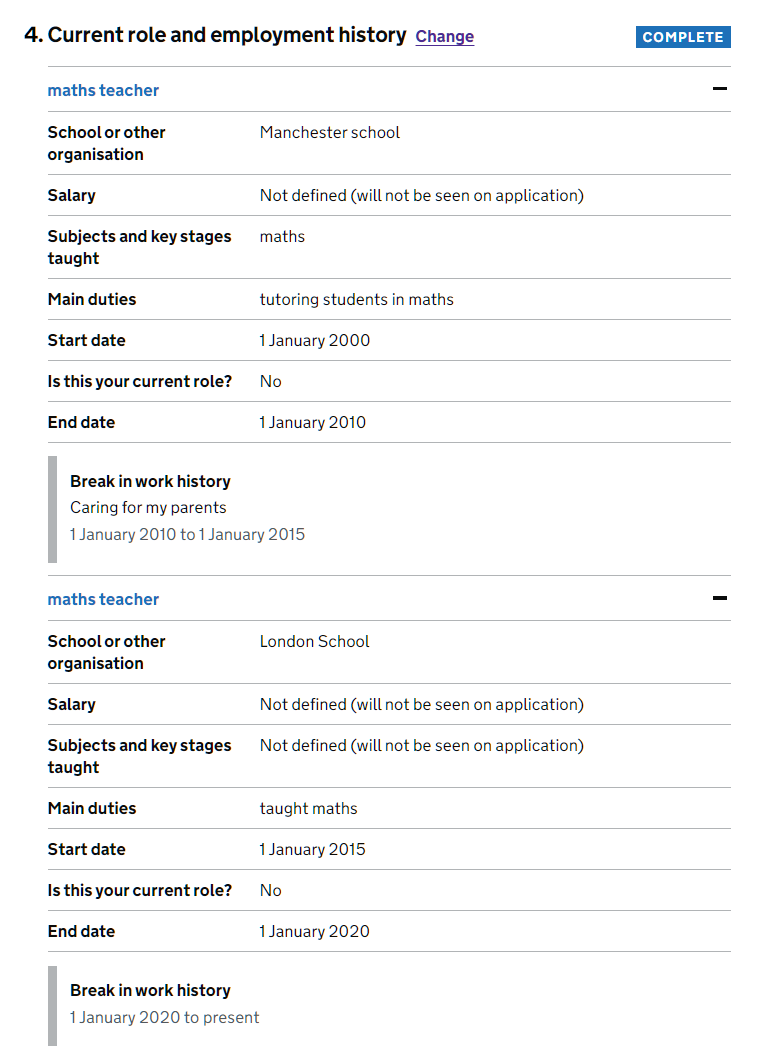 4. Current role and employment history Change COMPLETE
maths teacher
School or other Manchester school
organisation
Salary Not defined (will not be seen on application)
Subjects and key stages maths
taught
Main duties tutoring students in maths
Start date 1 January 2000
Is this your current role? No
End date 1 January 2010
Break in work history
Caring for my parents
1 January 2010 to 1 January 2015
maths teacher
School or other London School
organisation
Salary Not defined (will not be seen on application)
Subjects and key stages Not defined (will not be seen on application)
taught
Main duties taught maths
Start date 1 January 2015
Is this your current role? No
End date 1 January 2020
Break in work history
1 January 2020 to present